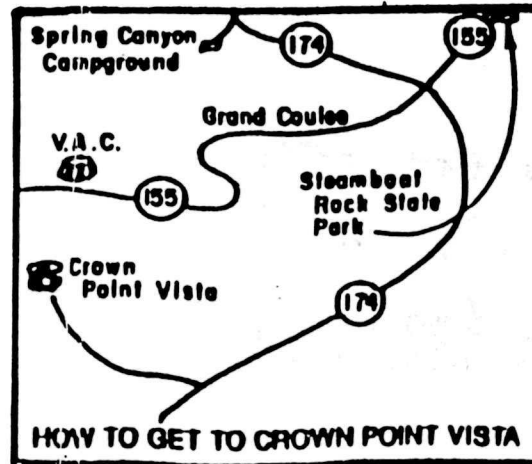 Spring Canyon
Campground
174
155
Grand Coulee
V.A.C.
155
Steamboat
Rock State
Park
Crown
Point Vista
174
HOW TO GET TO CROWN POINT VISTA